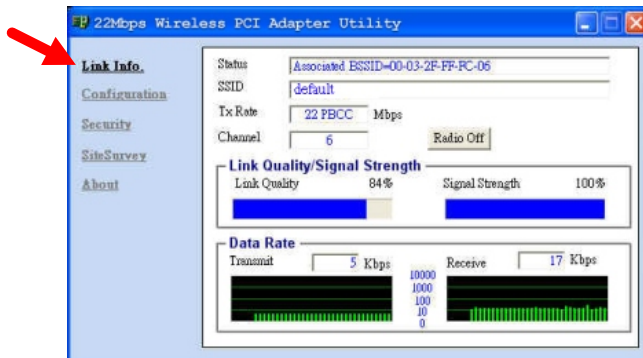 22Mbps Wireless PCI Adapter Utility
Link Info.
Configuration
Security
SiteSurvey
About
Status Associated BSSID=00-03-2F-FF-FC-06
SSID default
Tx Rate 22 PBCC Mbps
Channel 6 Radio Off
Link Quality/Signal Strength
Link Quality 84% Signal Strength 100%
Data Rate
Transmit 5 Kbps Receive 17 Kbps
10000
1000
100
10
0